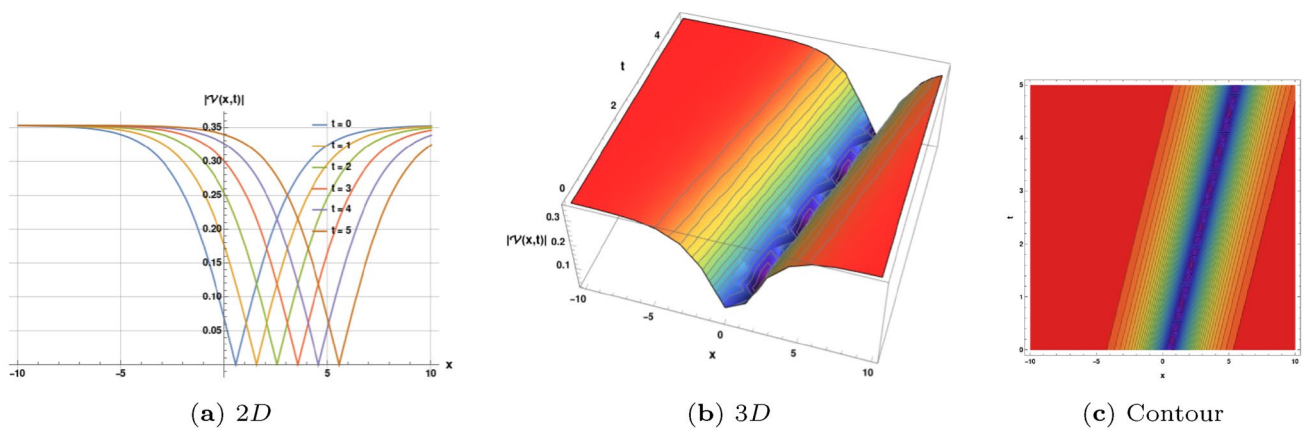 |𝒱(x,t)|
0.35
0.30
0.25
0.20
0.15
0.10
0.05
t = 0
t = 1
t = 2
t = 3
t = 4
t = 5
-10
-5
0
5
10
x
4
t
2
0
0.3
0.2
0.1
|𝒱(x,t)|
-10
-5
0
5
10
x
5
4
3
2
1
0
t
-10
-5
0
5
10
x
(a) 2D
(b) 3D
(c) Contour